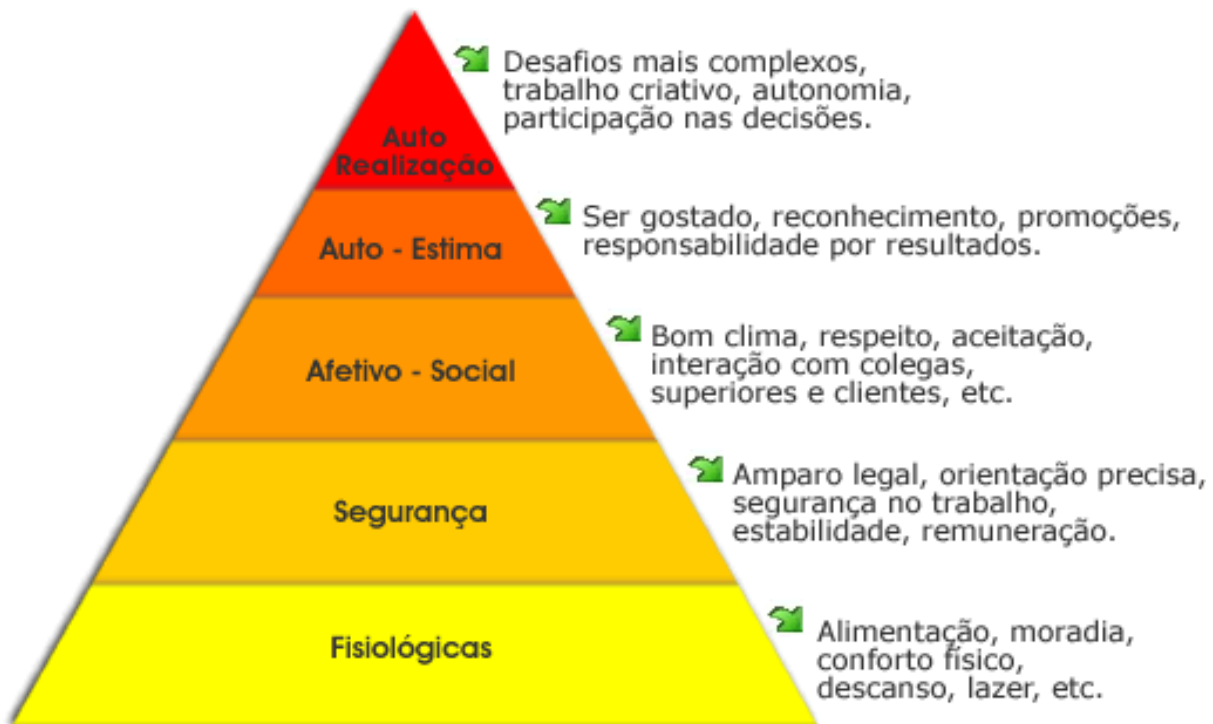 Desafios mais complexos,
trabalho criativo, autonomia,
participação nas decisões.
Auto
Realização
Ser gostado, reconhecimento, promoções,
responsabilidade por resultados.
Auto - Estima
Bom clima, respeito, aceitação,
interação com colegas,
superiores e clientes, etc.
Afetivo - Social
Amparo legal, orientação precisa,
segurança no trabalho,
estabilidade, remuneração.
Segurança
Alimentação, moradia,
conforto físico,
descanso, lazer, etc.
Fisiológicas